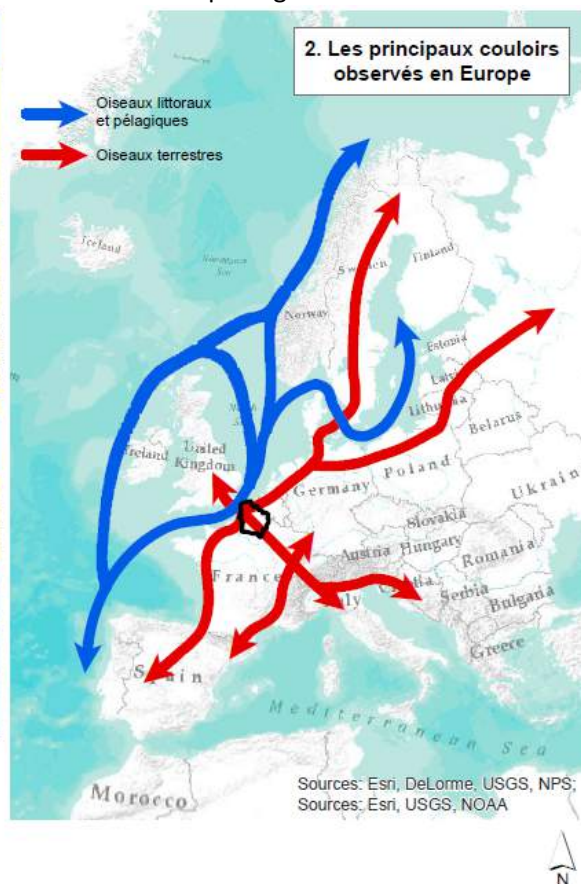 2. Les principaux couloirs
observés en Europe
Oiseaux littoraux
et pélagiques
Oiseaux terrestres
Iceland
Sweden
Finland
Norway
Estonia
Latvia
Lithuania
Belarus
Ireland
United
Kingdom
Germany
Poland
Ukrain
Slovakia
Austria
Hungary
France
Romania
Serbia
Bulgaria
Greece
Spain
Mediterranean Sea
Morocco
Sources: Esri, DeLorme, USGS, NPS;
Sources: Esri, USGS, NOAA
N